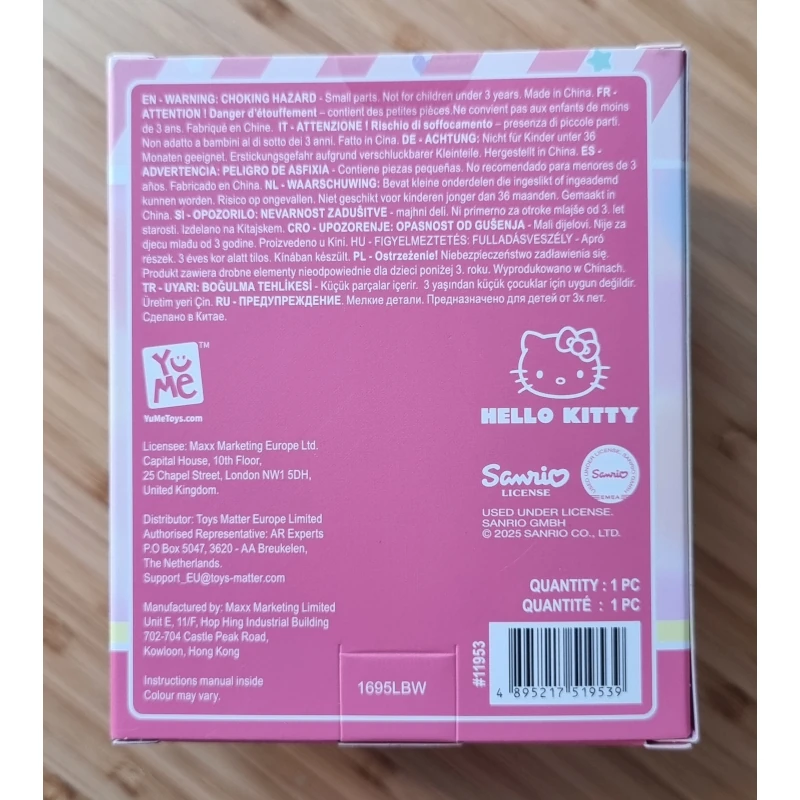 EN - WARNING: CHOKING HAZARD - Small parts. Not for children under 3 years. Made in China. FR -
ATTENTION ! Danger d'étouffement – contient des petites pièces.Ne convient pas aux enfants de moins
de 3 ans. Fabriqué en Chine. IT - ATTENZIONE ! Rischio di soffocamento – presenza di piccole parti.
Non adatto a bambini al di sotto dei 3 anni. Fatto in Cina. DE - ACHTUNG: Nicht für Kinder unter 36
Monaten geeignet. Erstickungsgefahr aufgrund verschluckbarer Kleinteile. Hergestellt in China. ES -
ADVERTENCIA: PELIGRO DE ASFIXIA - Contiene piezas pequeñas. No recomendado para menores de 3
años. Fabricado en China. NL - WAARSCHUWING: Bevat kleine onderdelen die ingeslikt of ingeademd
kunnen worden. Risico op ongevallen. Niet geschikt voor kinderen jonger dan 36 maanden. Gemaakt in
China. SI - OPOZORILO: NEVARNOST ZADUŠITVE - majhni deli. Ni primerno za otroke mlajše od 3. let
starosti. Izdelano na Kitajskem. CRO - UPOZORENJE: OPASNOST OD GUŠENJA - Mali dijelovi. Nije za
djecu mlađu od 3 godine. Proizvedeno u Kini. HU - FIGYELMEZTETÉS: FULLADÁSVESZÉLY - Apró
részek. 3 éves kor alatt tilos. Kínában készült. PL - Ostrzeżenie! Niebezpieczeństwo zadławienia się.
Produkt zawiera drobne elementy nieodpowiednie dla dzieci poniżej 3. roku. Wyprodukowano w Chinach.
TR - UYARI: BOĞULMA TEHLİKESİ - Küçük parçalar içerir. 3 yaşından küçük çocuklar için uygun değildir.
Üretim yeri Çin. RU - ПРЕДУПРЕЖДЕНИЕ. Мелкие детали. Предназначено для детей от 3х лет.
Сделано в Китае.
YuMe TM
YuMeToys.com
HELLO KITTY
Licensee: Maxx Marketing Europe Ltd.
Capital House, 10th Floor,
25 Chapel Street, London NW1 5DH,
United Kingdom.
Sanrio
LICENSE
Sanrio
USED UNDER LICENSE.
SANRIO GMBH
© 2025 SANRIO CO., LTD.
Distributor: Toys Matter Europe Limited
Authorised Representative: AR Experts
P.O Box 5047, 3620 - AA Breukelen,
The Netherlands.
Support_EU@toys-matter.com
QUANTITY : 1 PC
QUANTITÉ : 1 PC
Manufactured by: Maxx Marketing Limited
Unit E, 11/F, Hop Hing Industrial Building
702-704 Castle Peak Road,
Kowloon, Hong Kong
Instructions manual inside
Colour may vary.
1695LBW
#11953
4 895217 519539